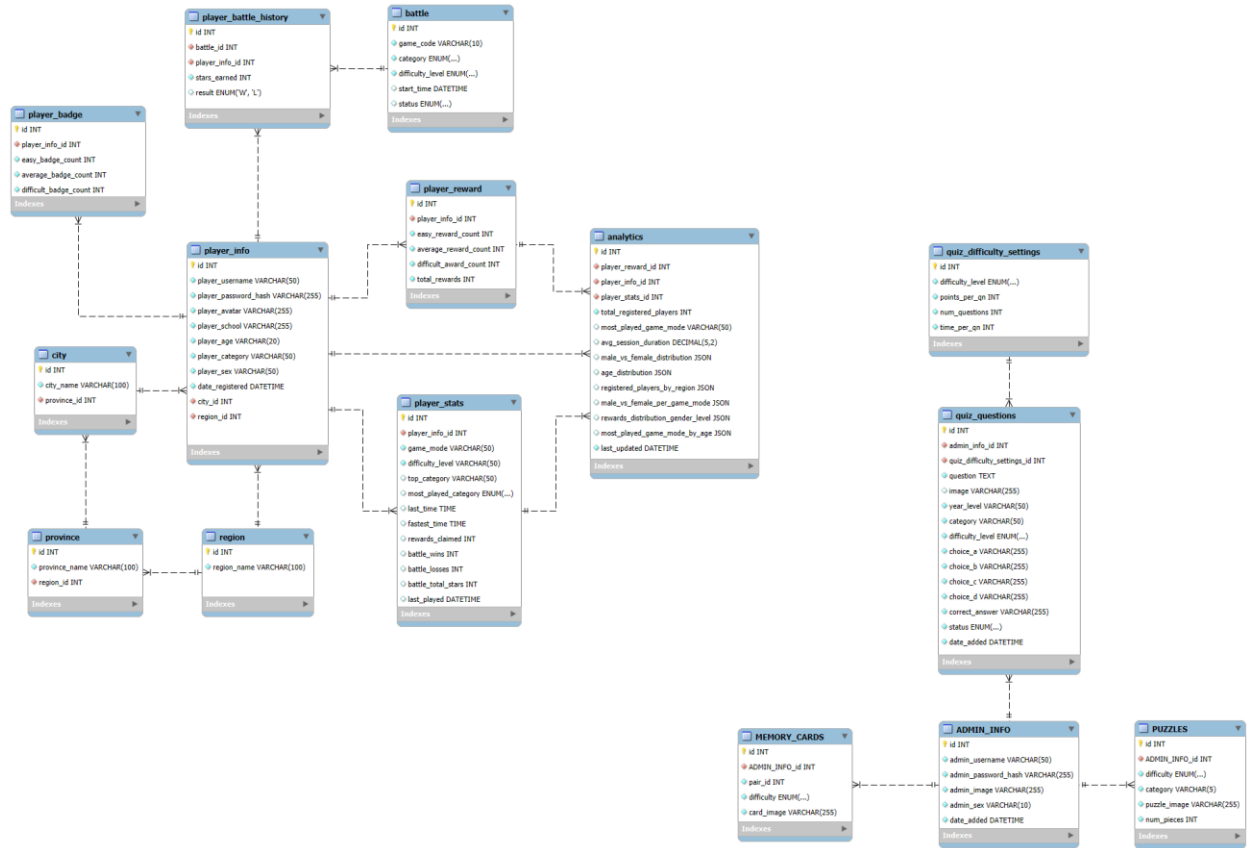 player_battle_history
id INT
battle_id INT
player_info_id INT
stars_earned INT
result ENUM('W', 'L')
Indexes
battle
id INT
game_code VARCHAR(10)
category ENUM(...)
difficulty_level ENUM(...)
start_time DATETIME
status ENUM(...)
Indexes
player_badge
id INT
player_info_id INT
easy_badge_count INT
average_badge_count INT
difficult_badge_count INT
Indexes
player_reward
id INT
player_info_id INT
easy_reward_count INT
average_reward_count INT
difficult_award_count INT
total_rewards INT
Indexes
player_info
id INT
player_username VARCHAR(50)
player_password_hash VARCHAR(255)
player_avatar VARCHAR(255)
player_school VARCHAR(255)
player_age VARCHAR(20)
player_category VARCHAR(50)
player_sex VARCHAR(50)
date_registered DATETIME
city_id INT
region_id INT
Indexes
analytics
id INT
player_reward_id INT
player_info_id INT
player_stats_id INT
total_registered_players INT
most_played_game_mode VARCHAR(50)
avg_session_duration DECIMAL(5,2)
male_vs_female_distribution JSON
age_distribution JSON
registered_players_by_region JSON
male_vs_female_per_game_mode JSON
rewards_distribution_gender_level JSON
most_played_game_mode_by_age JSON
last_updated DATETIME
Indexes
quiz_difficulty_settings
id INT
difficulty_level ENUM(...)
points_per_qn INT
num_questions INT
time_per_qn INT
Indexes
city
id INT
city_name VARCHAR(100)
province_id INT
Indexes
player_stats
id INT
player_info_id INT
game_mode VARCHAR(50)
difficulty_level VARCHAR(50)
top_category VARCHAR(50)
most_played_category ENUM(...)
last_time TIME
fastest_time TIME
rewards_claimed INT
battle_wins INT
battle_losses INT
battle_total_stars INT
last_played DATETIME
Indexes
quiz_questions
id INT
admin_info_id INT
quiz_difficulty_settings_id INT
question TEXT
image VARCHAR(255)
year_level VARCHAR(50)
category VARCHAR(50)
difficulty_level ENUM(...)
choice_a VARCHAR(255)
choice_b VARCHAR(255)
choice_c VARCHAR(255)
choice_d VARCHAR(255)
correct_answer VARCHAR(255)
status ENUM(...)
date_added DATETIME
Indexes
province
id INT
province_name VARCHAR(100)
region_id INT
Indexes
region
id INT
region_name VARCHAR(100)
Indexes
MEMORY_CARDS
id INT
ADMIN_INFO_id INT
pair_id INT
difficulty ENUM(...)
card_image VARCHAR(255)
Indexes
ADMIN_INFO
id INT
admin_username VARCHAR(50)
admin_password_hash VARCHAR(255)
admin_image VARCHAR(255)
admin_sex VARCHAR(10)
date_added DATETIME
Indexes
PUZZLES
id INT
ADMIN_INFO_id INT
difficulty ENUM(...)
category VARCHAR(5)
puzzle_image VARCHAR(255)
num_pieces INT
Indexes